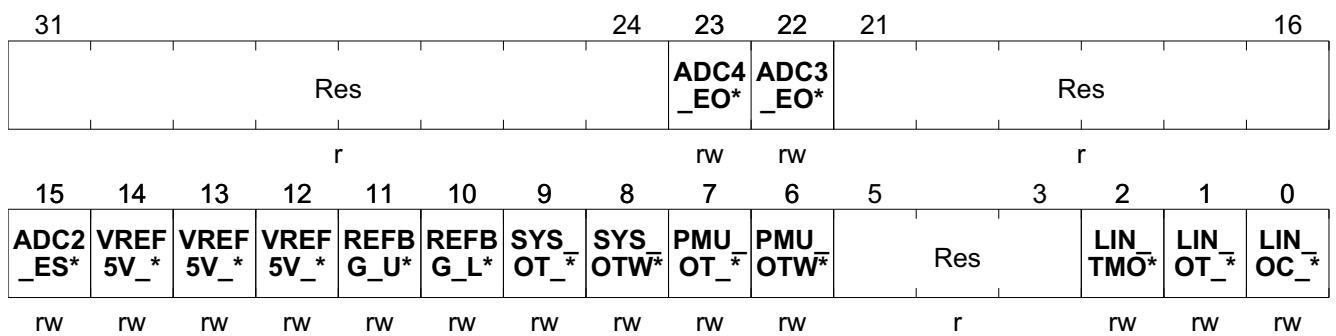 31 24 23 22 21 16
Res ADC4 _EO* ADC3 _EO* Res
r rw rw r
15 14 13 12 11 10 9 8 7 6 5 3 2 1 0
ADC2 _ES* VREF 5V_* VREF 5V_* VREF 5V_* REFB G_U* REFB G_L* SYS_ OT_* SYS_ OTW* PMU_ OT_* PMU_ OTW* Res LIN_ TMO* LIN_ OT_* LIN_ OC_*
rw rw rw rw rw rw rw rw rw rw r rw rw rw